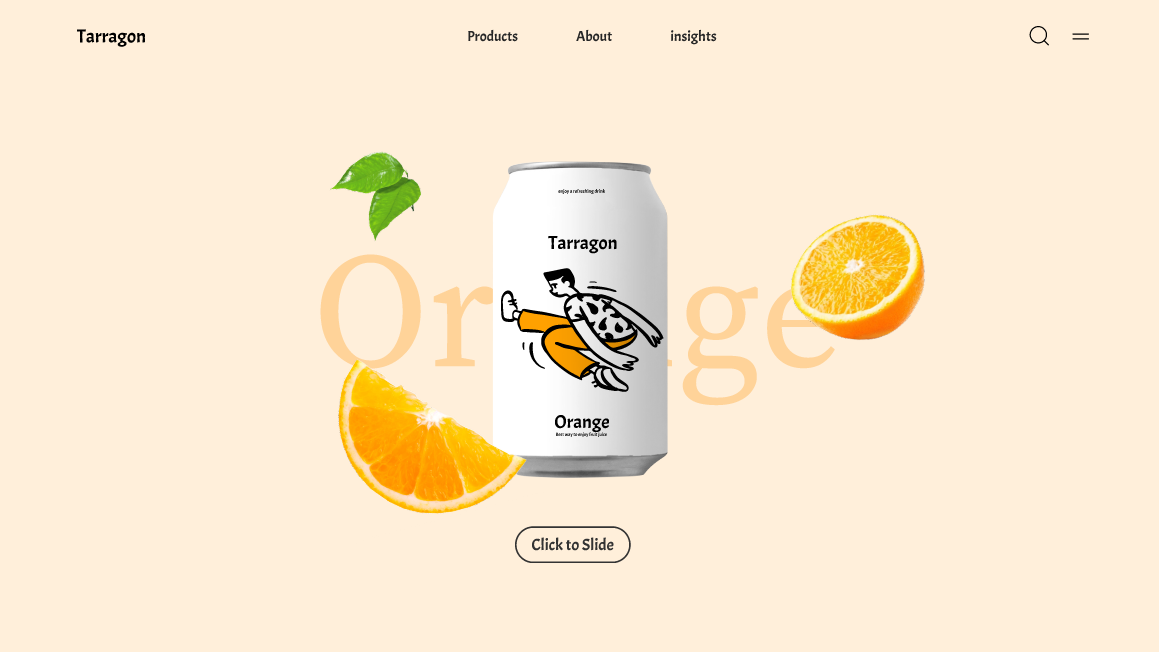 Tarragon
Products
About
insights
enjoy a refreshing drink
Tarragon
Orange
Orange
Best way to enjoy fruit juice
Click to Slide